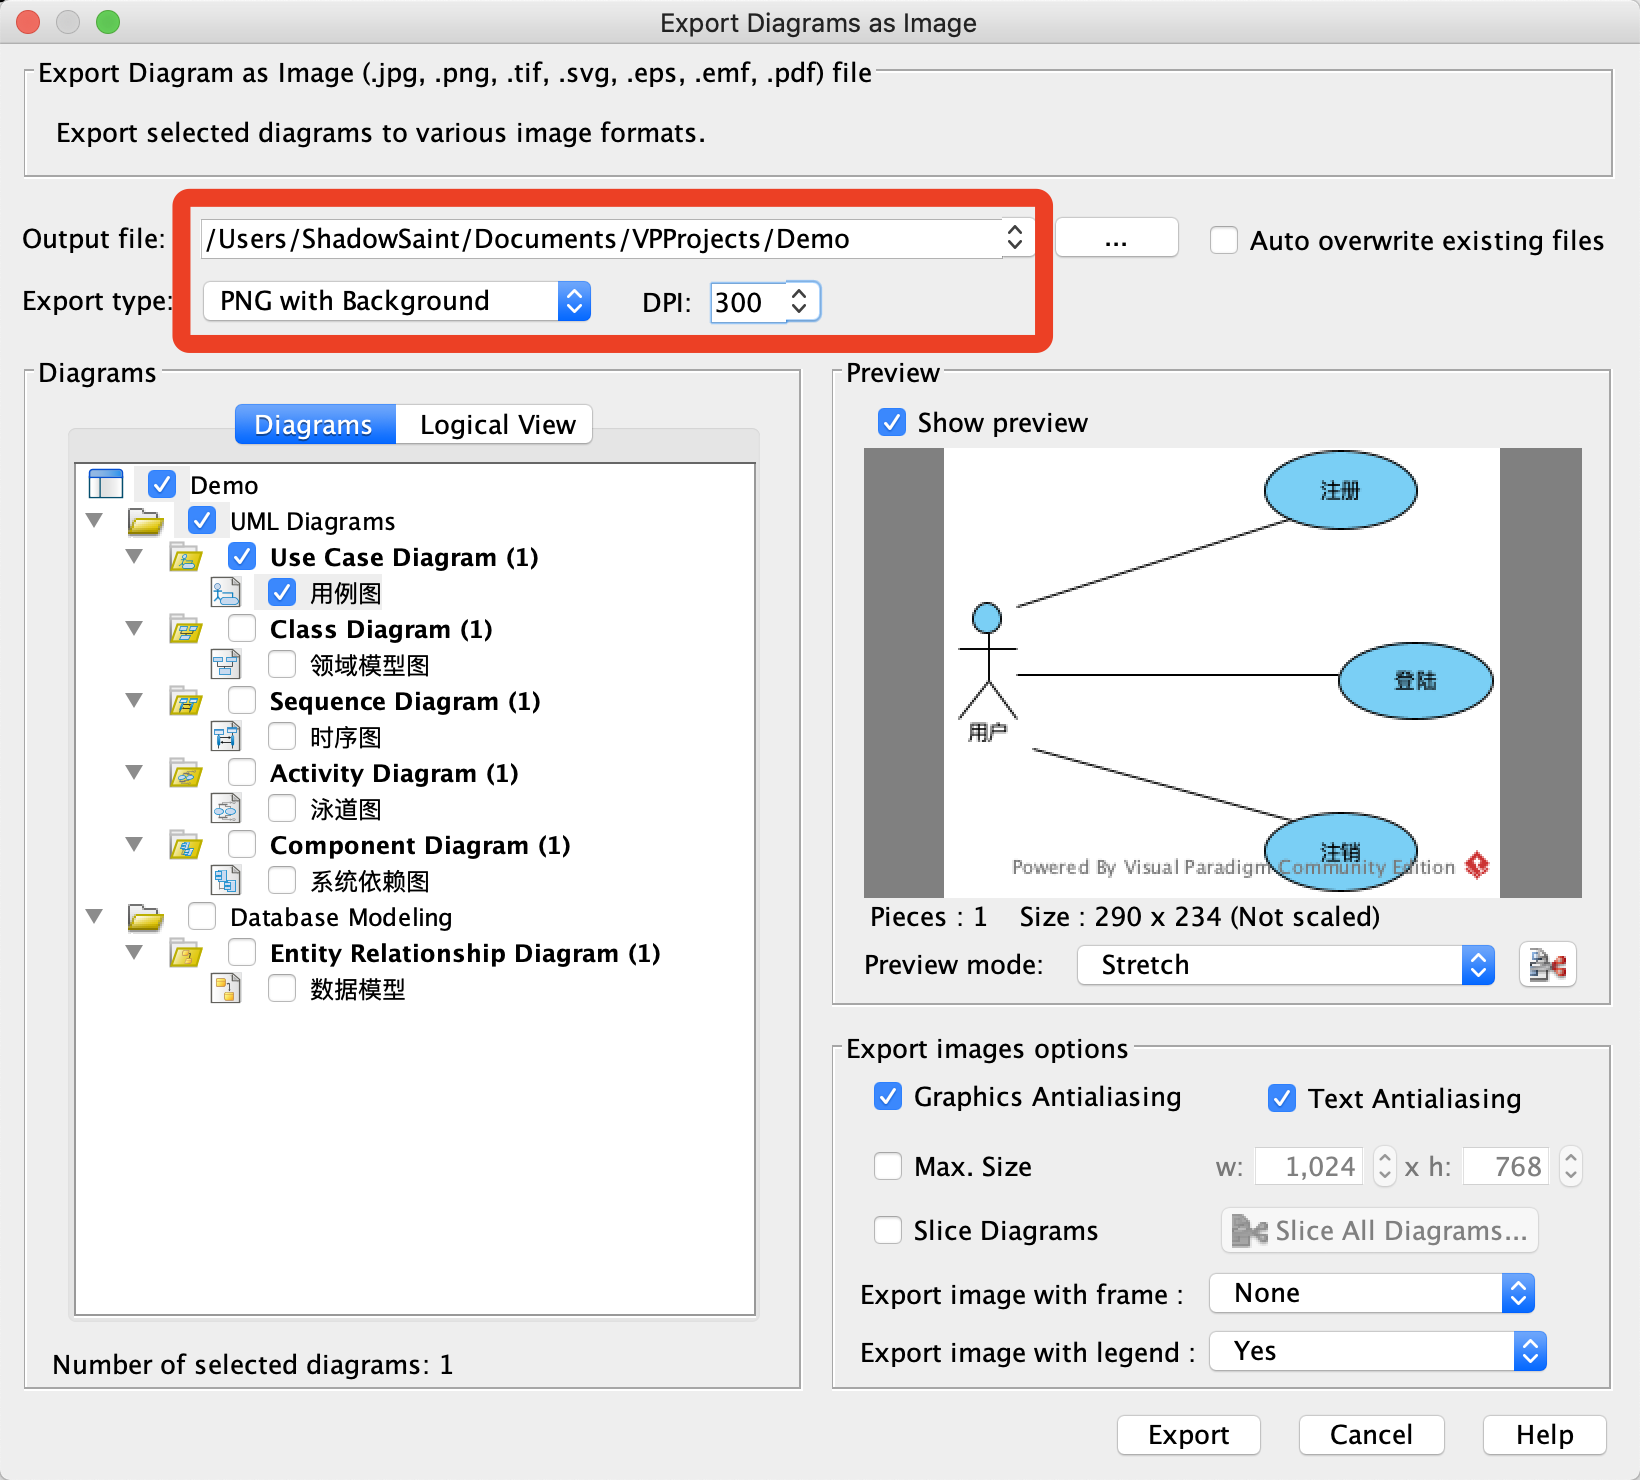 Export Diagrams as Image
Export Diagram as Image (.jpg, .png, .tif, .svg, .eps, .emf, .pdf) file
Export selected diagrams to various image formats.
Output file: /Users/ShadowSaint/Documents/VPProjects/Demo ... Auto overwrite existing files
Export type: PNG with Background DPI: 300
Diagrams
Diagrams Logical View
Demo
UML Diagrams
Use Case Diagram (1)
用例图
Class Diagram (1)
领域模型图
Sequence Diagram (1)
时序图
Activity Diagram (1)
泳道图
Component Diagram (1)
系统依赖图
Database Modeling
Entity Relationship Diagram (1)
数据模型
Number of selected diagrams: 1
Preview
Show preview
注册
登陆
用户
注销
Powered By Visual Paradigm Community Edition
Pieces : 1 Size : 290 x 234 (Not scaled)
Preview mode: Stretch
Export images options
Graphics Antialiasing Text Antialiasing
Max. Size w: 1,024 x h: 768
Slice Diagrams Slice All Diagrams...
Export image with frame : None
Export image with legend : Yes
Export Cancel Help